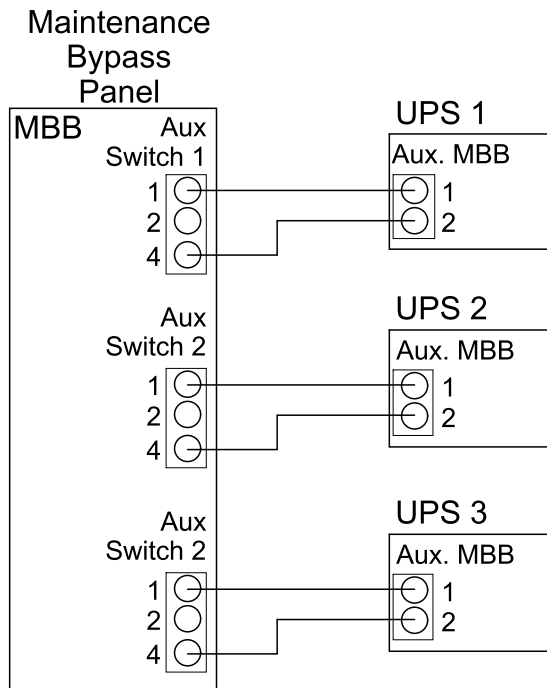 Maintenance
Bypass
Panel
MBB
Aux
Switch 1
1
2
4
UPS 1
Aux. MBB
1
2
Aux
Switch 2
1
2
4
UPS 2
Aux. MBB
1
2
Aux
Switch 2
1
2
4
UPS 3
Aux. MBB
1
2